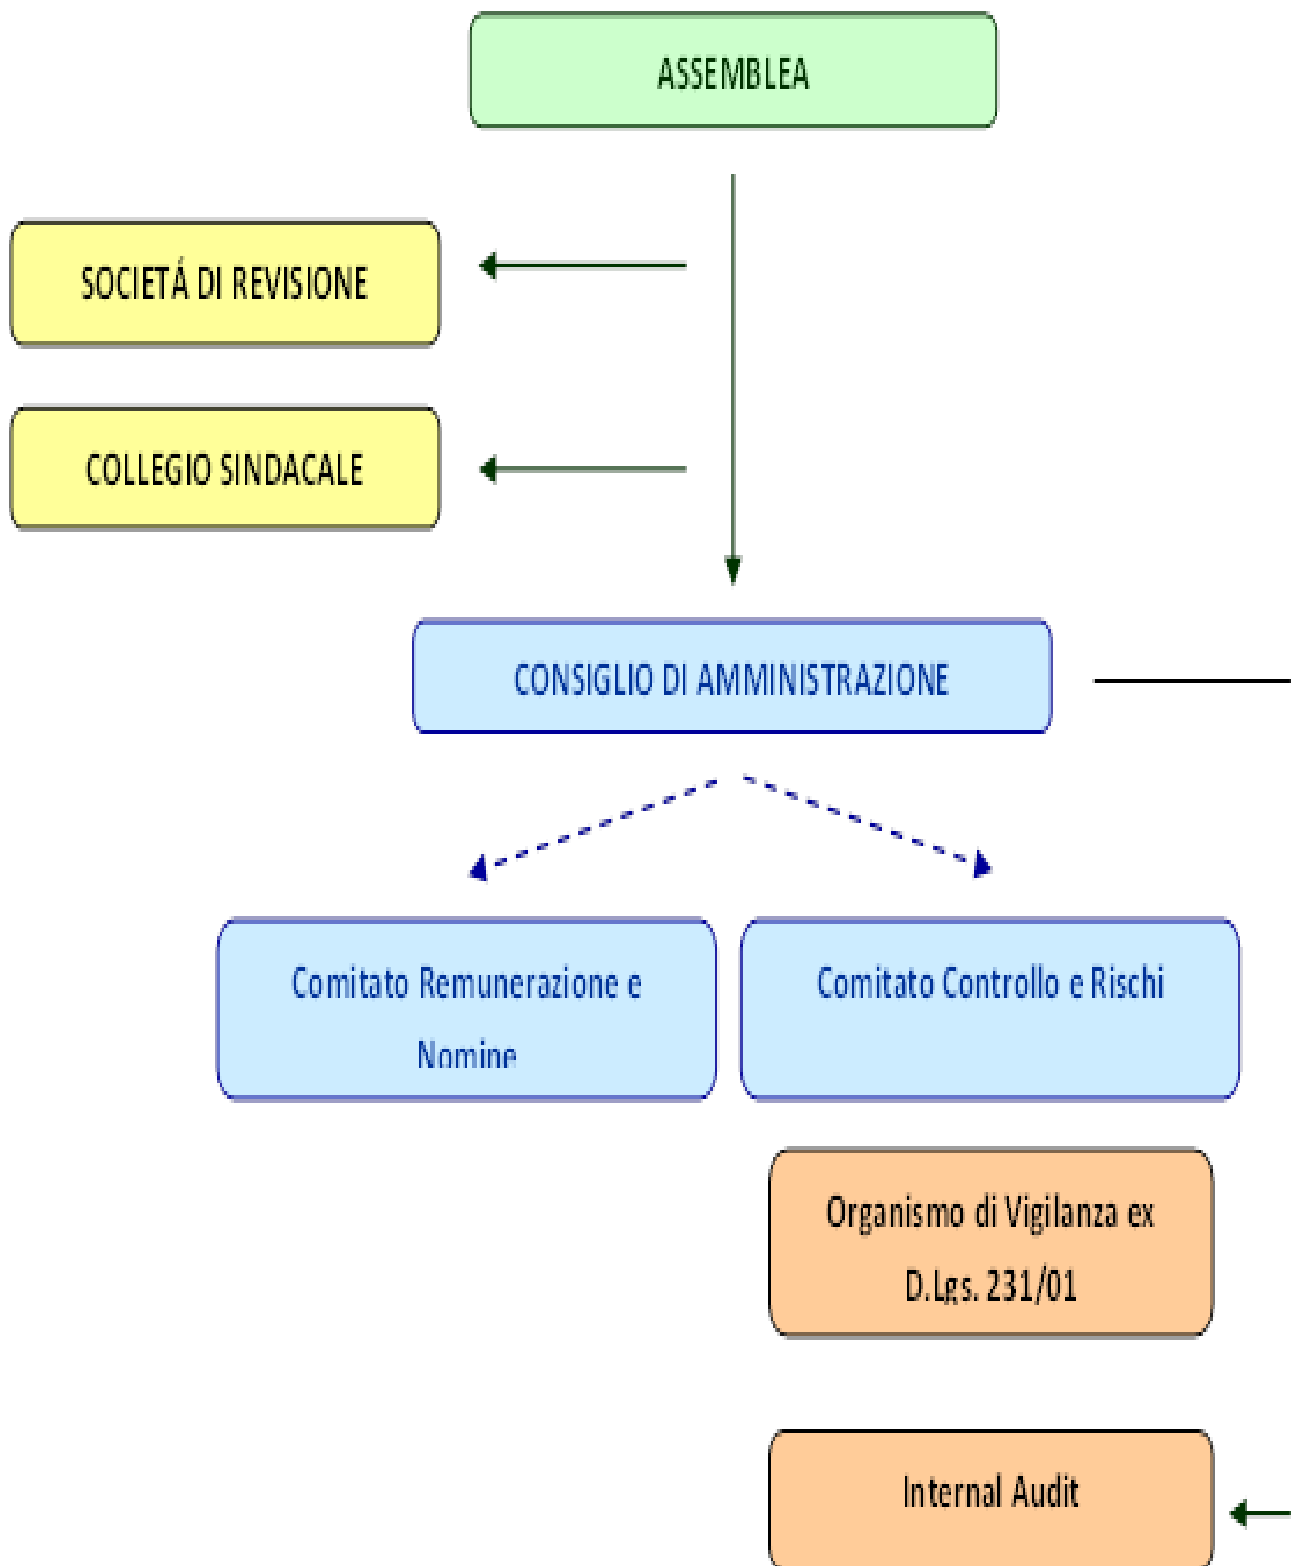 ASSEMBLEA
SOCIETÁ DI REVISIONE
COLLEGIO SINDACALE
CONSIGLIO DI AMMINISTRAZIONE
Comitato Remunerazione e
Nomine
Comitato Controllo e Rischi
Organismo di Vigilanza ex
D.Lgs. 231/01
Internal Audit